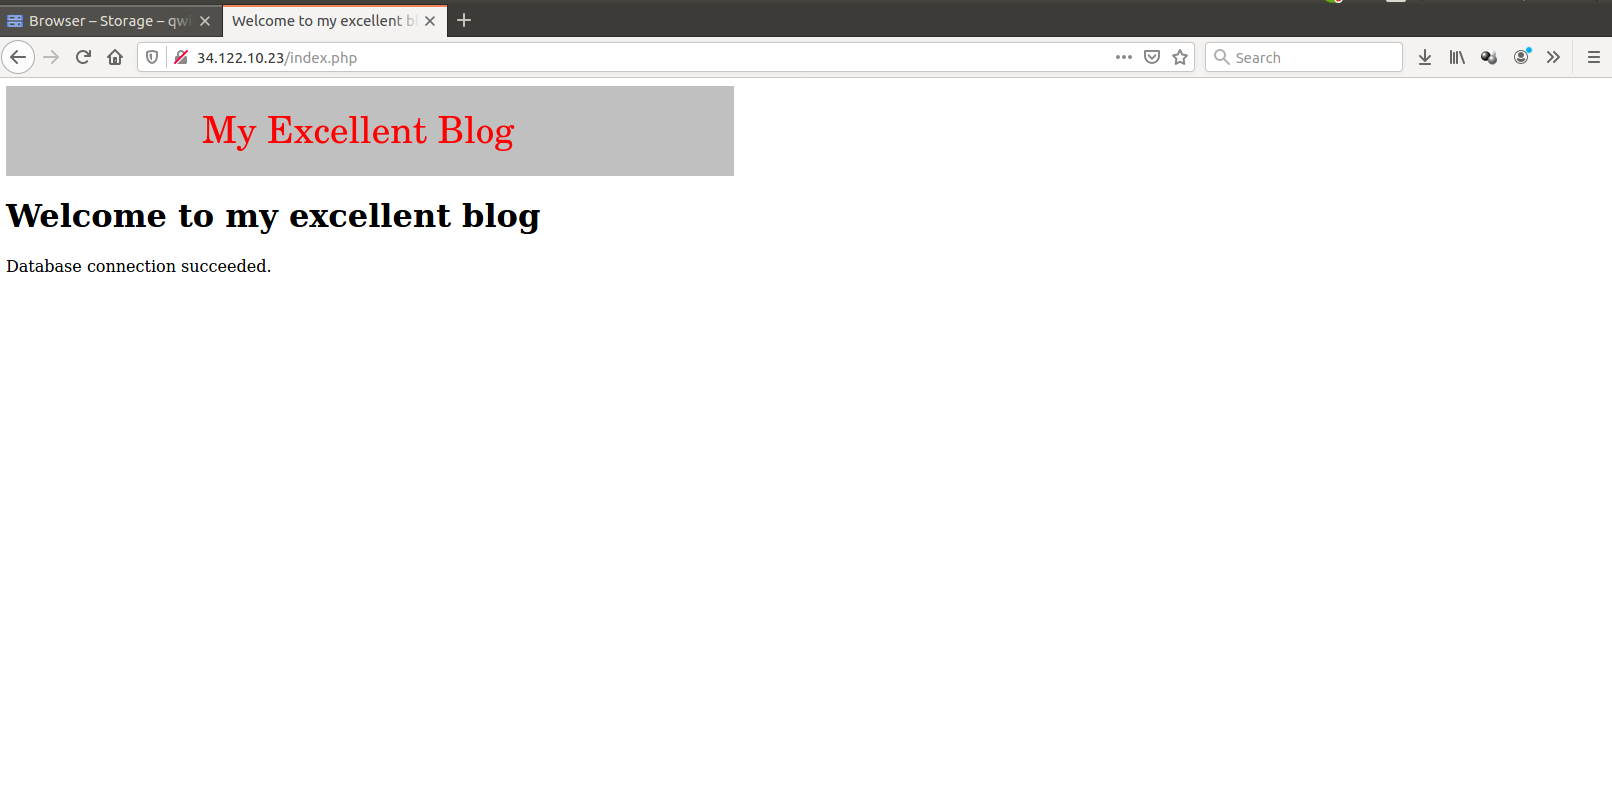 Browser – Storage – qwi
Welcome to my excellent b
34.122.10.23/index.php
Search
My Excellent Blog
Welcome to my excellent blog
Database connection succeeded.